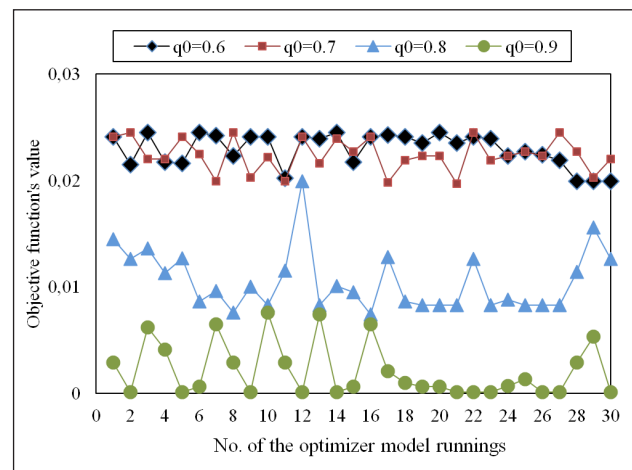 q0=0.6 q0=0.7 q0=0.8 q0=0.9
0,03
0,02
0,01
0
Objective function's value
0 2 4 6 8 10 12 14 16 18 20 22 24 26 28 30
No. of the optimizer model runnings